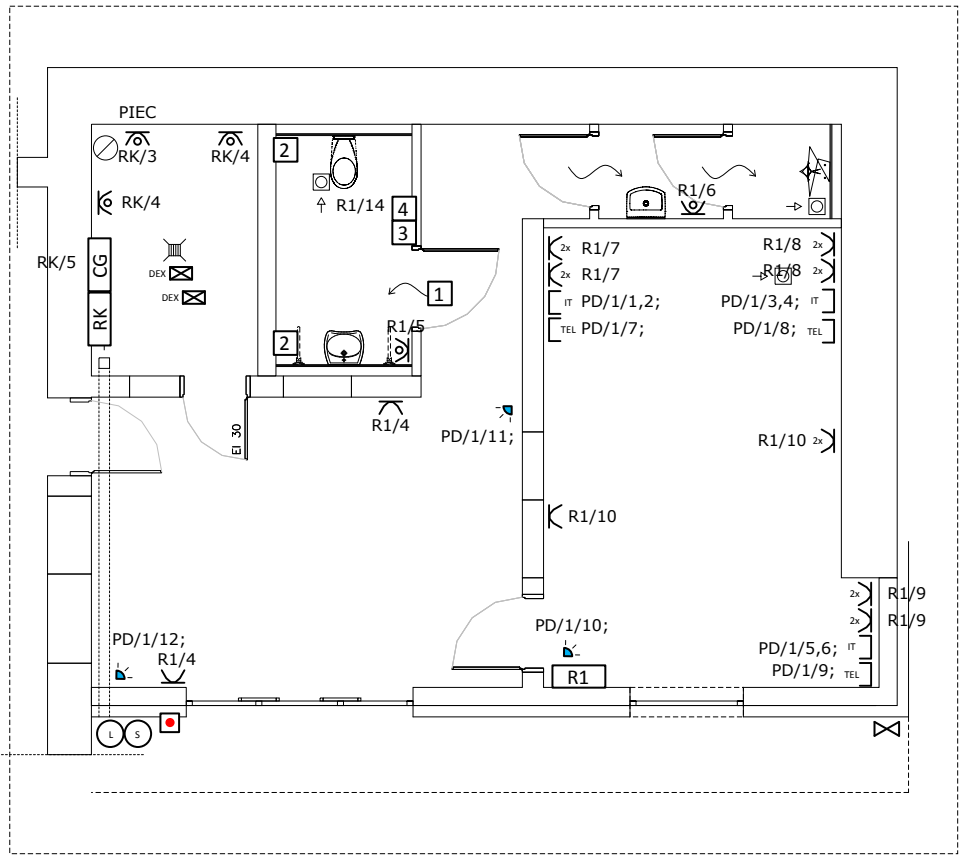 PIEC
RK/3
RK/4
RK/4
RK/5
CG
RK
DEX
DEX
2
R1/14
4
3
1
2
R1/5
R1/4
EI 30
R1/6
2x R1/7
2x R1/7
IT PD/1/1,2;
TEL PD/1/7;
R1/8 2x
R1/8 2x
PD/1/3,4; IT
PD/1/8; TEL
PD/1/11;
R1/10 2x
R1/10
2x R1/9
2x R1/9
PD/1/5,6; IT
PD/1/9; TEL
PD/1/10;
R1
PD/1/12;
R1/4
L
S